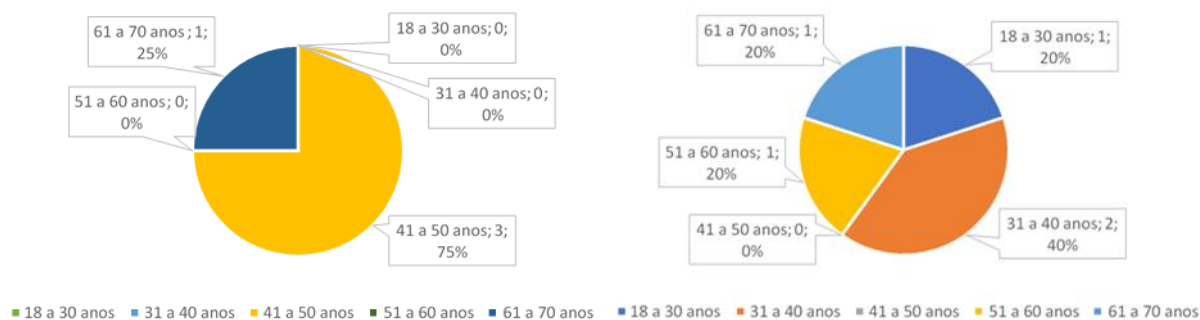 61 a 70 anos; 1;
25%
18 a 30 anos; 0;
0%
51 a 60 anos; 0;
0%
31 a 40 anos; 0;
0%
41 a 50 anos; 3;
75%
18 a 30 anos 31 a 40 anos 41 a 50 anos 51 a 60 anos 61 a 70 anos
61 a 70 anos; 1;
20%
18 a 30 anos; 1;
20%
51 a 60 anos; 1;
20%
41 a 50 anos; 0;
0%
31 a 40 anos; 2;
40%
18 a 30 anos 31 a 40 anos 41 a 50 anos 51 a 60 anos 61 a 70 anos